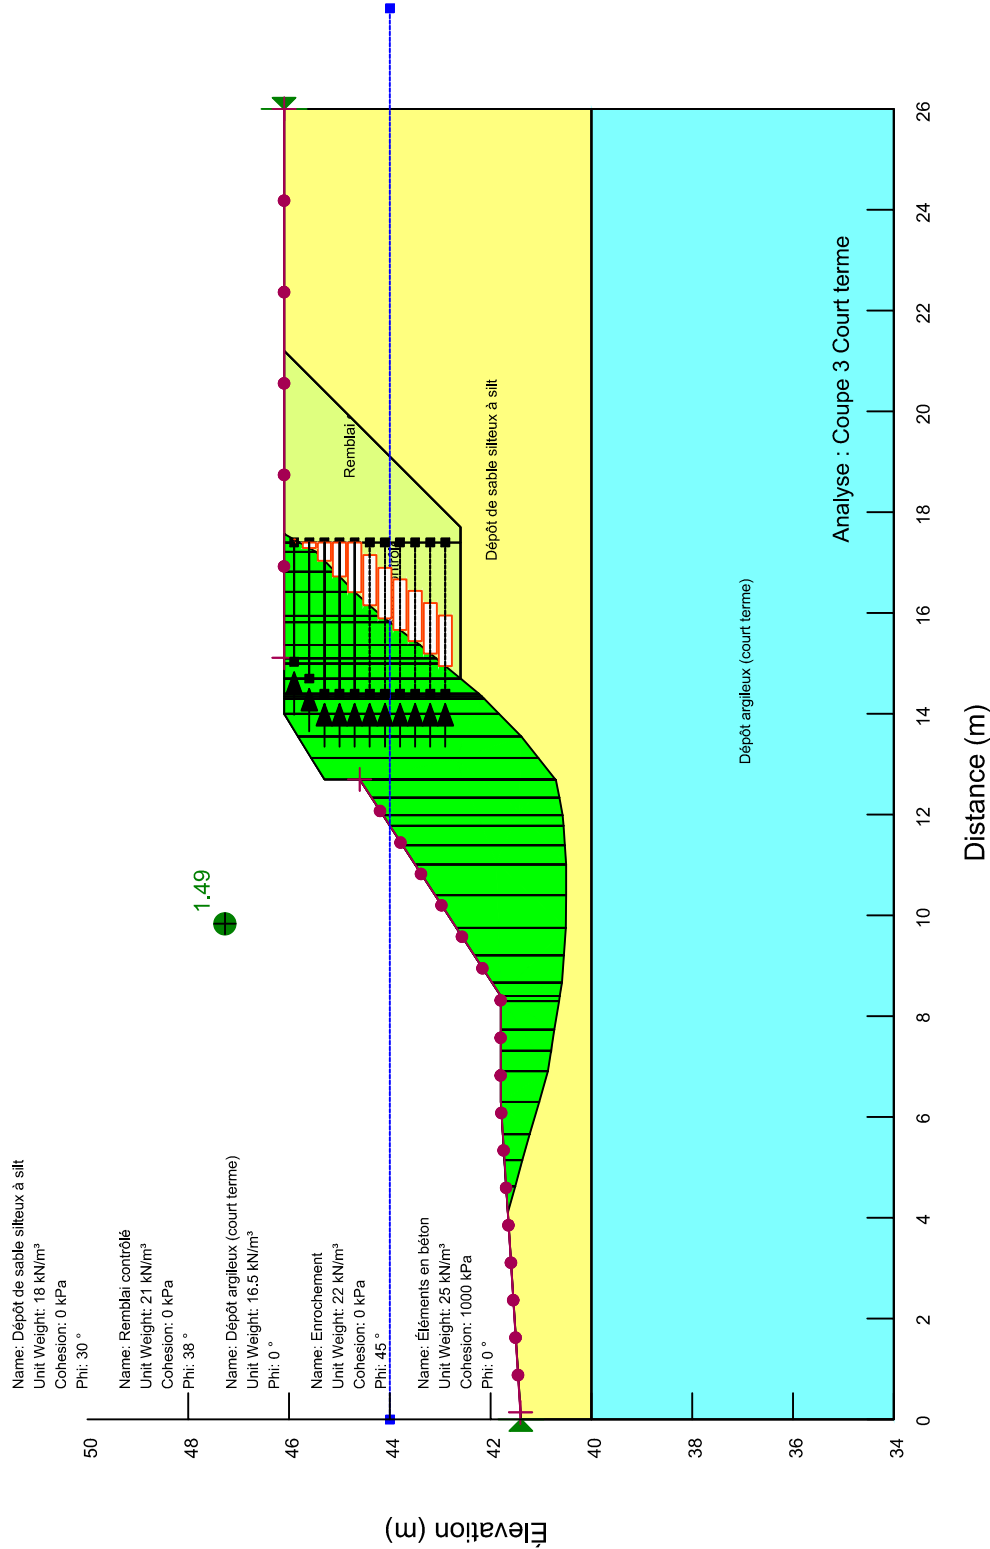 Name: Dépôt de sable silteux à silt
Unit Weight: 18 kN/m³
Cohesion: 0 kPa
Phi: 30 °
Name: Remblai contrôlé
Unit Weight: 21 kN/m³
Cohesion: 0 kPa
Phi: 38 °
Name: Dépôt argileux (court terme)
Unit Weight: 16.5 kN/m³
Phi: 0 °
Name: Enrochement
Unit Weight: 22 kN/m³
Cohesion: 0 kPa
Phi: 45 °
Name: Éléments en béton
Unit Weight: 25 kN/m³
Cohesion: 1000 kPa
Phi: 0 °
1.49
Remblai
Dépôt de sable silteux à silt
Dépôt argileux (court terme)
Analyse : Coupe 3 Court terme
Élevation (m)
50
46
44
42
40
36
34
0
2
4
6
8
10
12
14
16
18
20
22
24
26
Distance (m)